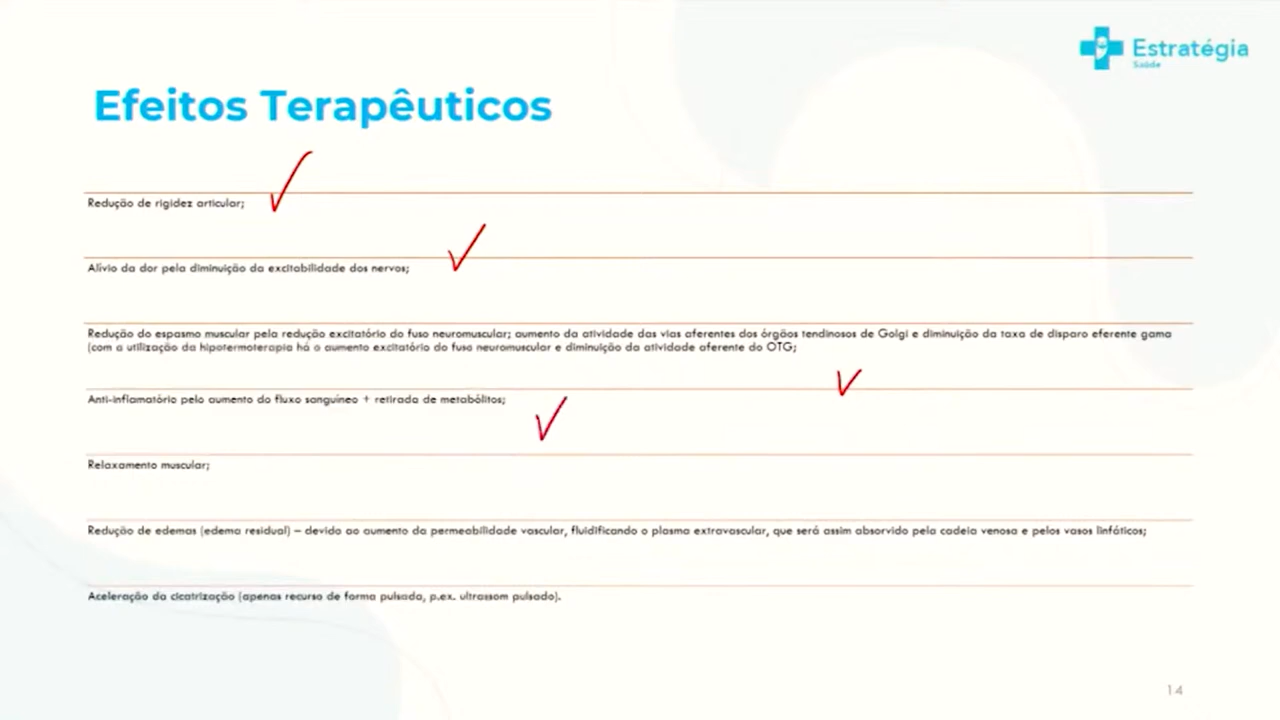 Estratégia
Saúde
Efeitos Terapêuticos
Redução de rigidez articular;
Alívio da dor pela diminuição da excitabilidade dos nervos;
Redução do espasmo muscular pela redução excitatório do fuso neuromuscular; aumento da atividade das vias aferentes dos órgãos tendinosos de Golgi e diminuição da taxa de disparo eferente gama
(com a utilização da hipotermoterapia há o aumento excitatório do fuso neuromuscular e diminuição da atividade aferente do OTG;
Anti-inflamatório pelo aumento do fluxo sanguíneo + retirada de metabólitos;
Relaxamento muscular;
Redução de edemas (edema residual) – devido ao aumento da permeabilidade vascular, fluidificando o plasma extravascular, que será assim absorvido pela cadeia venosa e pelos vasos linfáticos;
Aceleração da cicatrização (apenas recurso de forma pulsada, p.ex. ultrassom pulsado).
14